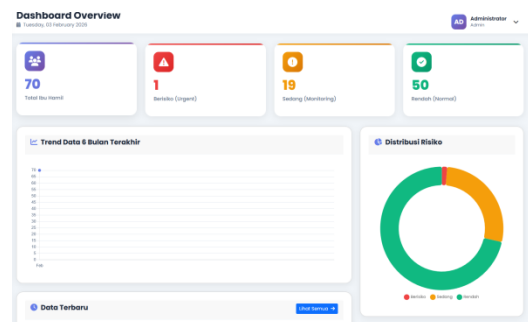 Dashboard Overview
Tuesday, 03 February 2026
AD
Administrator
Admin
70
Total Ibu Hamil
1
Berisiko (Urgent)
19
Sedang (Monitoring)
50
Rendah (Normal)
Trend Data 6 Bulan Terakhir
70
65
60
55
50
45
40
35
30
25
20
15
10
5
0
Feb
Distribusi Risiko
Berisiko Sedang Rendah
Data Terbaru
Lihat Semua →